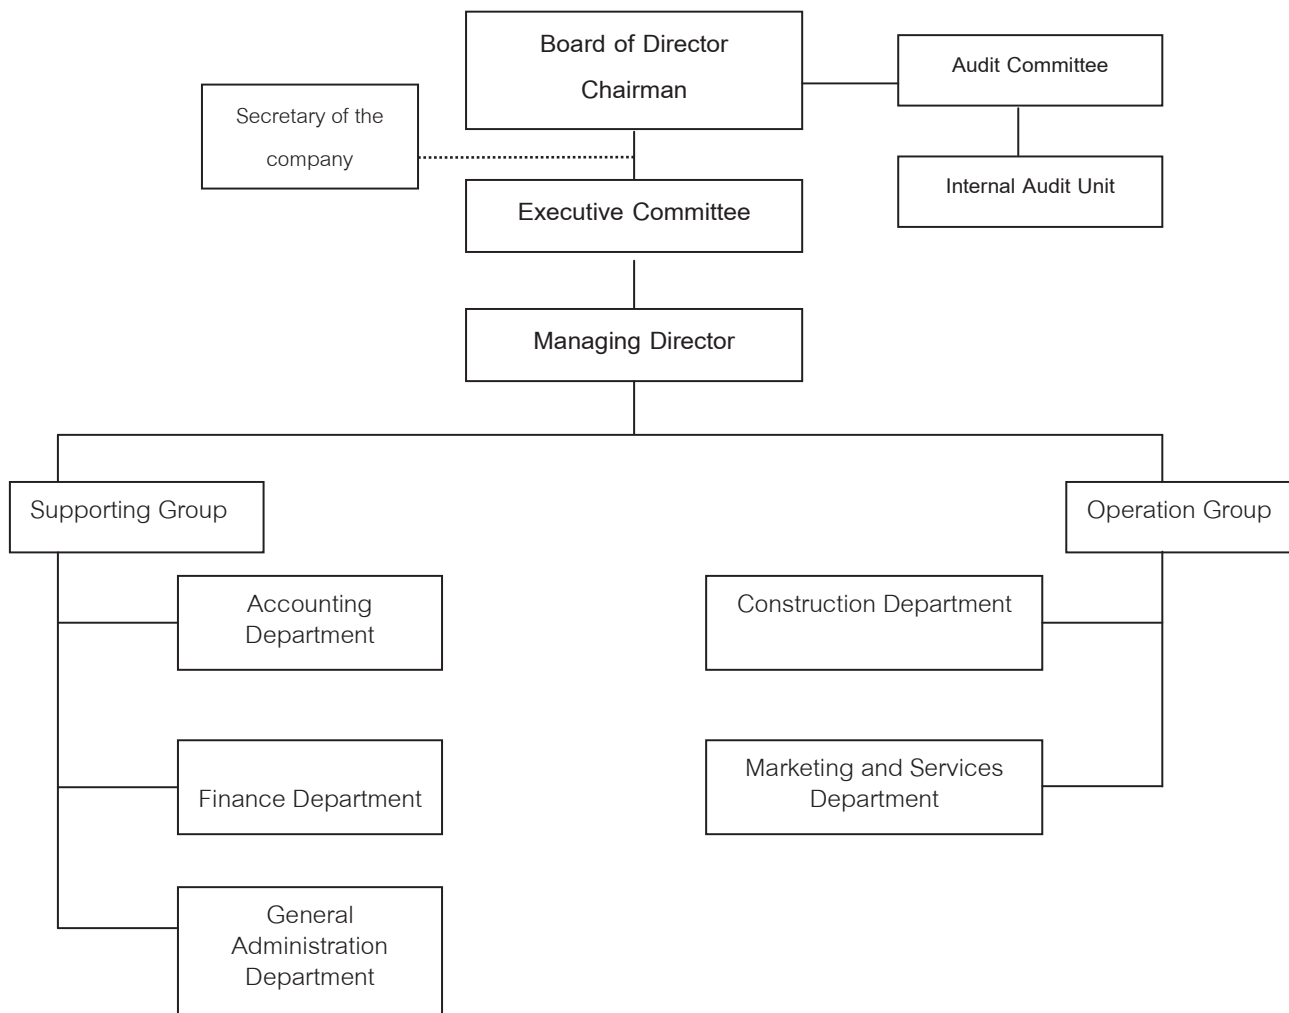 Board of Director
Chairman
Audit Committee
Secretary of the
company
Internal Audit Unit
Executive Committee
Managing Director
Supporting Group
Operation Group
Accounting
Department
Construction Department
Finance Department
Marketing and Services
Department
General
Administration
Department